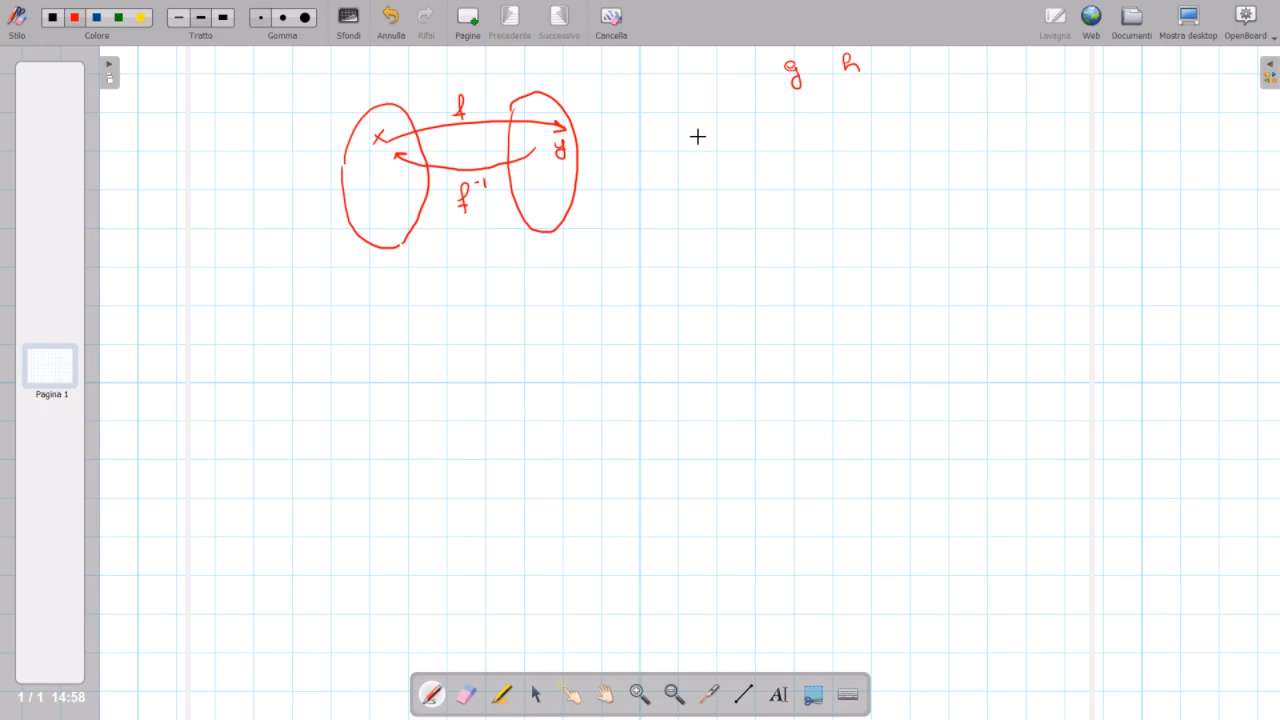 Stilo Colore Tratto Gomma Sfondi Annulla Rifai Pagine Precedente Successivo Cancella Lavagna Web Documenti Mostra desktop OpenBoard
g h
f
x
y
f⁻¹
Pagina 1
1 / 1 14:58
AI